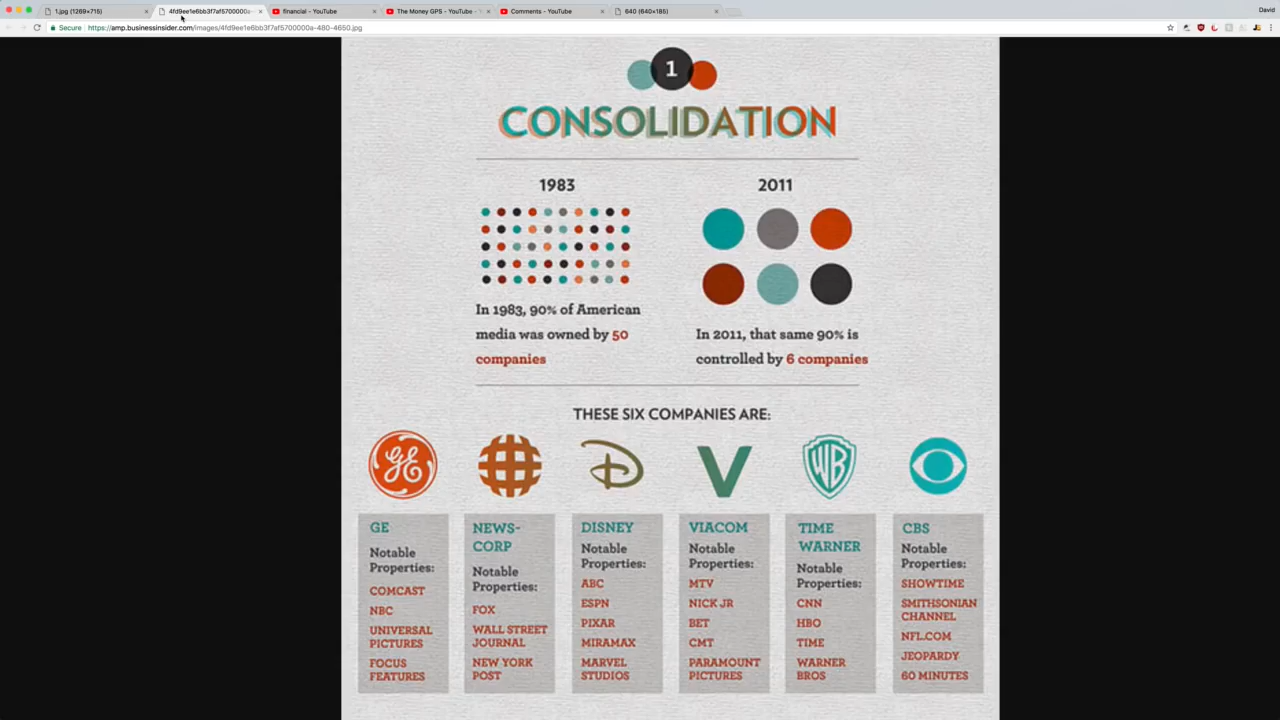 1.jpg (1269×715)
4fd9ee1e6bb3f7af5700000a-
financial - YouTube
The Money GPS - YouTube -
Comments - YouTube
640 (640×185)
David
Secure
https://amp.businessinsider.com/images/4fd9ee1e6bb3f7af5700000a-480-4650.jpg
1
CONSOLIDATION
1983
2011
In 1983, 90% of American
media was owned by 50
companies
In 2011, that same 90% is
controlled by 6 companies
THESE SIX COMPANIES ARE:
GE
D
V
WB
GE
Notable
Properties:
COMCAST
NBC
UNIVERSAL
PICTURES
FOCUS
FEATURES
NEWS-
CORP
Notable
Properties:
FOX
WALL STREET
JOURNAL
NEW YORK
POST
DISNEY
Notable
Properties:
ABC
ESPN
PIXAR
MIRAMAX
MARVEL
STUDIOS
VIACOM
Notable
Properties:
MTV
NICK JR
BET
CMT
PARAMOUNT
PICTURES
TIME
WARNER
Notable
Properties:
CNN
HBO
TIME
WARNER
BROS
CBS
Notable
Properties:
SHOWTIME
SMITHSONIAN
CHANNEL
NFL.COM
JEOPARDY
60 MINUTES